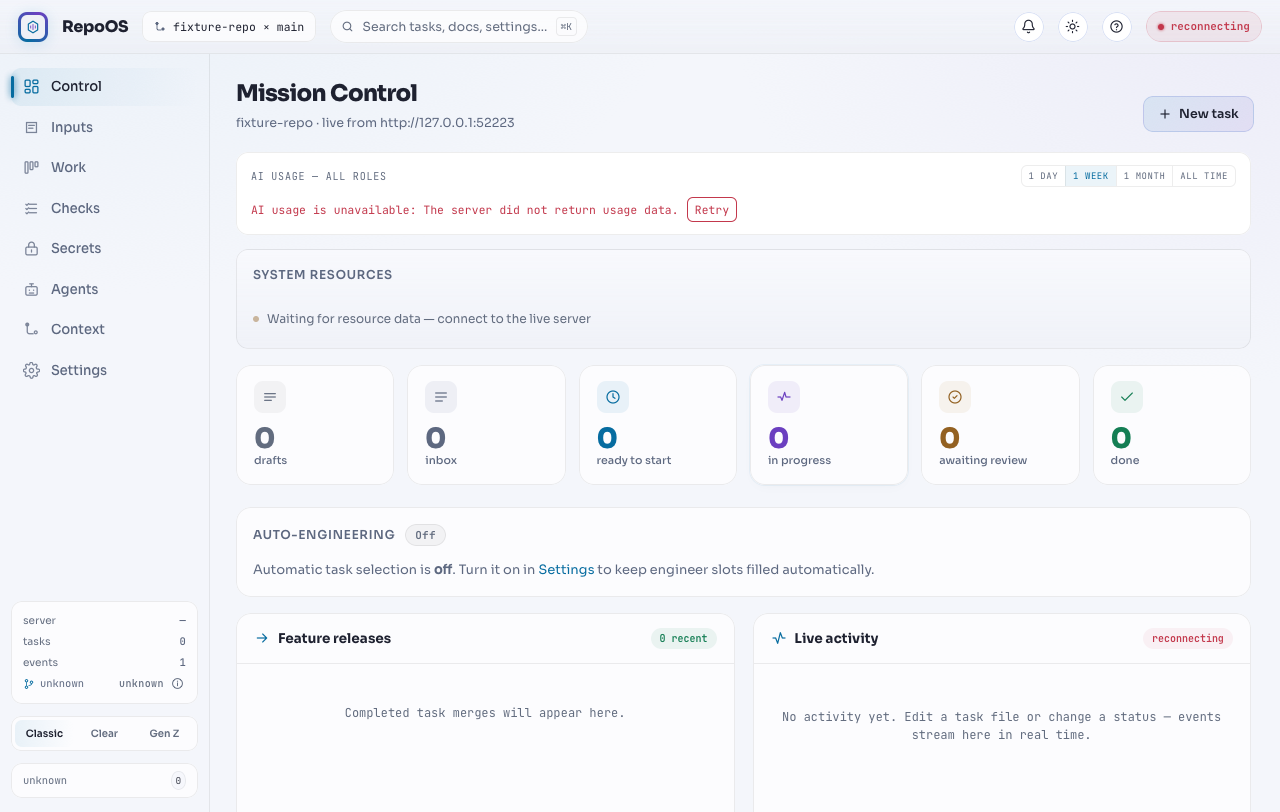 RepoOS
fixture-repo × main
Search tasks, docs, settings...
⌘K
reconnecting
Control
Inputs
Work
Checks
Secrets
Agents
Context
Settings
server —
tasks 0
events 1
unknown unknown
Classic Clear Gen Z
unknown 0
Mission Control
fixture-repo · live from http://127.0.0.1:52223
New task
AI USAGE — ALL ROLES
1 DAY 1 WEEK 1 MONTH ALL TIME
AI usage is unavailable: The server did not return usage data. Retry
SYSTEM RESOURCES
Waiting for resource data — connect to the live server
0 0 0 0 0 0
drafts inbox ready to start in progress awaiting review done
AUTO-ENGINEERING Off
Automatic task selection is off. Turn it on in Settings to keep engineer slots filled automatically.
Feature releases 0 recent
Completed task merges will appear here.
Live activity reconnecting
No activity yet. Edit a task file or change a status — events
stream here in real time.